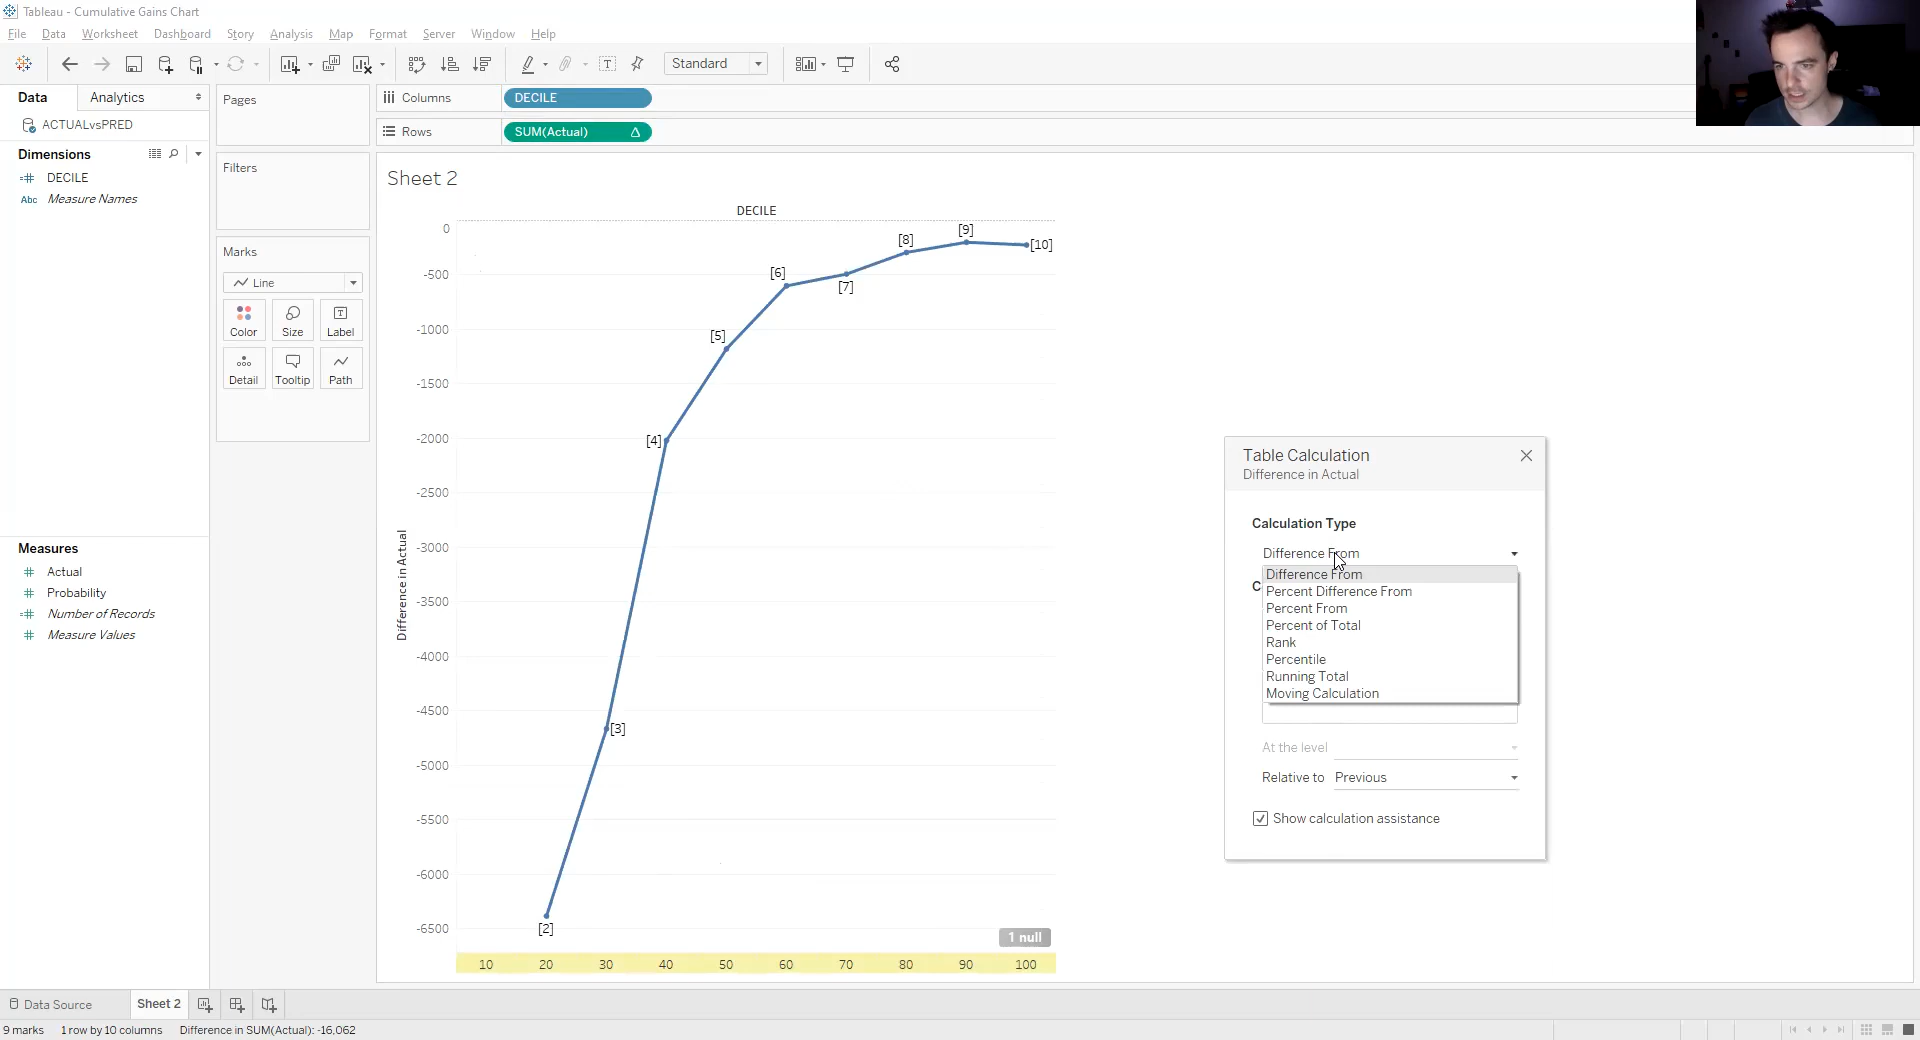 Tableau - Cumulative Gains Chart
File Data Worksheet Dashboard Story Analysis Map Format Server Window Help
Standard
Data Analytics
ACTUALvsPRED
Dimensions
DECILE
Abc Measure Names
Measures
Actual
Probability
Number of Records
Measure Values
Pages
Filters
Marks
Line
Color Size Label
Detail Tooltip Path
Columns DECILE
Rows SUM(Actual) Δ
Sheet 2
DECILE
Difference in Actual
0
-500
-1000
-1500
-2000
-2500
-3000
-3500
-4000
-4500
-5000
-5500
-6000
-6500
[2]
[3]
[4]
[5]
[6]
[7]
[8]
[9]
[10]
1 null
10 20 30 40 50 60 70 80 90 100
Table Calculation
Difference in Actual
Calculation Type
Difference From
C
Difference From
Percent Difference From
Percent From
Percent of Total
Rank
Percentile
Running Total
Moving Calculation
At the level
Relative to Previous
Show calculation assistance
Data Source Sheet 2
9 marks 1 row by 10 columns Difference in SUM(Actual): -16,062